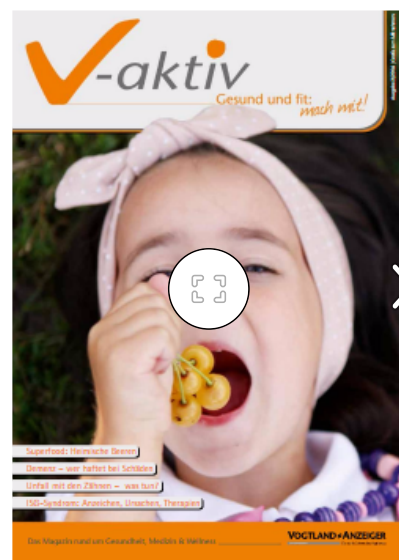 V-aktiv
Gesund und fit:
mach mit!
Superfood: Heimische Beeren
Demenz – wer haftet bei Schäden
Unfall mit den Zähnen – was tun?
ISG-Syndrom: Anzeichen, Ursachen, Therapien
Das Magazin rund um Gesundheit, Medizin & Wellness
VOGTLAND-ANZEIGER